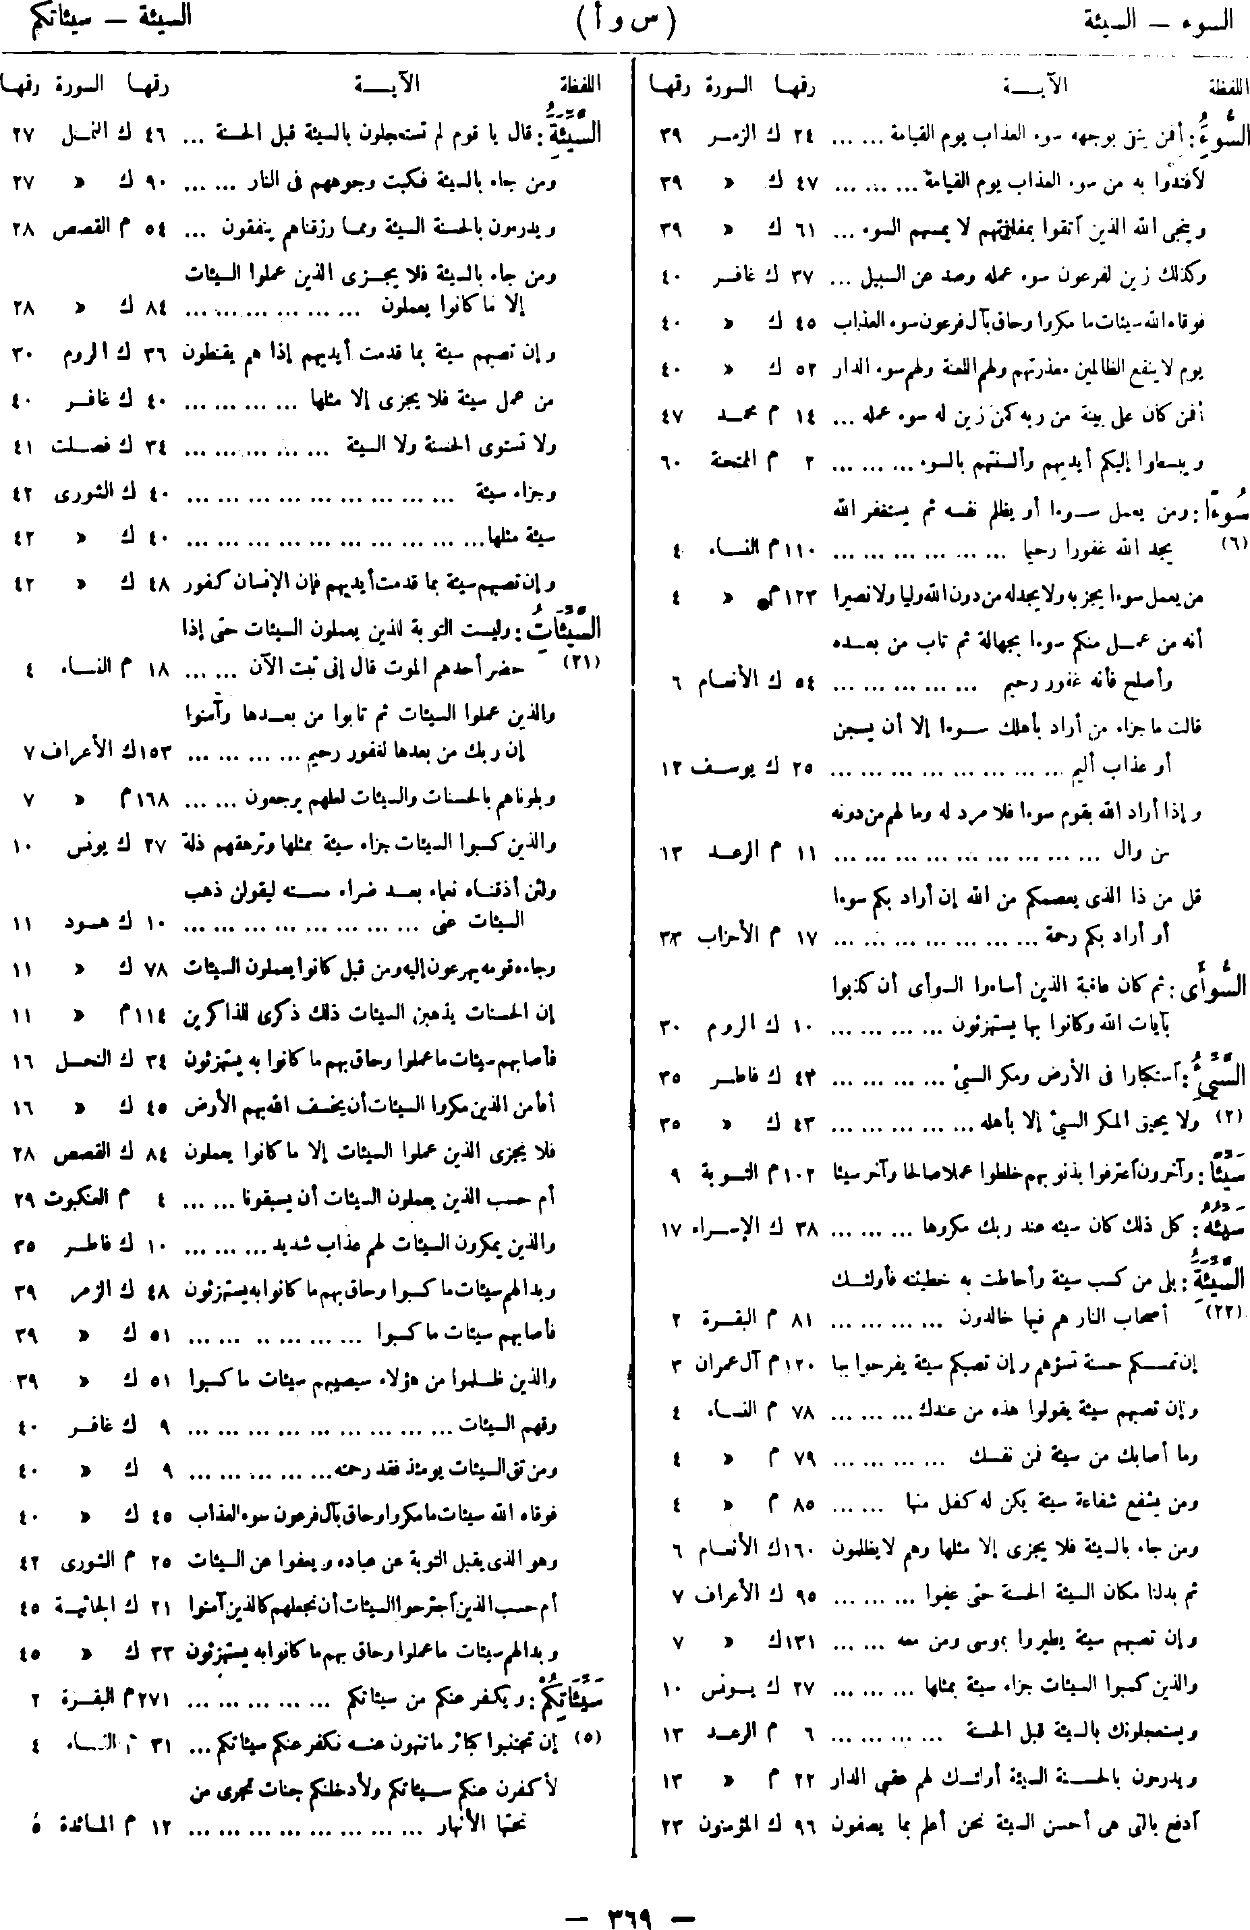 السوء — السيئة (س و أ) السيئة — سيئاتكم
اللفظة الآيــة رقمها السورة رقمها
السُّوءُ: أفمن يتقى بوجهه سوء العذاب يوم القيامة ... ... ٢٤ ك الزمر ٣٩
لأفتدوا به من سوء العذاب يوم القيامة ... ... ... ٤٧ ك « ٣٩
وينجى الله الذين آتقوا بمفازتهم لا يمسهم السوء ... ٦١ ك « ٣٩
وكذلك زين لفرعون سوء عمله وصد عن السبيل ... ٣٧ ك غافر ٤٠
فوقاه الله سيئات ما مكروا وحاق بآل فرعون سوء العذاب ٤٥ ك « ٤٠
يوم لا ينفع الظالمين معذرتهم ولهم اللعنة ولهم سوء الدار ٥٢ ك « ٤٠
أفمن كان على بينة من ربه كمن زين له سوء عمله ... ١٤ م محمد ٤٧
ويبسطوا إليكم أيديهم وألسنتهم بالسوء ... ... ... ٢ م الممتحنة ٦٠
سُوءًا: ومن يعمل سوءا أو يظلم نفسه ثم يستغفر الله
(٦) يجد الله غفورا رحيما ... ... ... ... ... ... ١١٠ م النساء ٤
من يعمل سوءا يجز به ولا يجد له من دون الله وليا ولا نصيرا ١٢٣ م « ٤
أنه من عمل منكم سوءا بجهالة ثم تاب من بعده
وأصلح فأنه غفور رحيم ... ... ... ... ... ٥٤ ك الأنعام ٦
قالت ما جزاء من أراد بأهلك سوءا إلا أن يسجن
أو عذاب أليم ... ... ... ... ... ... ... ... ٢٥ ك يوسف ١٢
وإذا أراد الله بقوم سوءا فلا مرد له وما لهم من دونه
من وال ... ... ... ... ... ... ... ... ... ١١ م الرعد ١٣
قل من ذا الذى يعصمكم من الله إن أراد بكم سوءا
أو أراد بكم رحمة ... ... ... ... ... ... ... ١٧ م الأحزاب ٣٣
السُّوأَى: ثم كان عاقبة الذين أساءوا السوأى أن كذبوا
بآيات الله وكانوا بها يستهزئون ... ... ... ... ١٠ ك الروم ٣٠
السَّيِّئُ: آستكبارا فى الأرض ومكر السيئ ... ... ... ... ٤٣ ك فاطر ٣٥
(٢) ولا يحيق المكر السيئ إلا بأهله ... ... ... ... ... ٤٣ ك « ٣٥
سَيِّئًا: وآخرون آعترفوا بذنوبهم خلطوا عملا صالحا وآخر سيئا ١٠٢ م التوبة ٩
سَيِّئُهُ: كل ذلك كان سيئه عند ربك مكروها ... ... ... ٣٨ ك الإسراء ١٧
السَّيِّئَةُ: بلى من كسب سيئة وأحاطت به خطيئته فأولئك
(٢٢) أصحاب النار هم فيها خالدون ... ... ... ... ٨١ م البقرة ٢
إن تمسسكم حسنة تسؤهم وإن تصبكم سيئة يفرحوا بها ١٢٠ م آل عمران ٣
وإن تصبهم سيئة يقولوا هذه من عندك ... ... ... ٧٨ م النساء ٤
وما أصابك من سيئة فمن نفسك ... ... ... ... ٧٩ م « ٤
ومن يشفع شفاعة سيئة يكن له كفل منها ... ... ٨٥ م « ٤
ومن جاء بالسيئة فلا يجزى إلا مثلها وهم لا يظلمون ١٦٠ ك الأنعام ٦
ثم بدلنا مكان السيئة الحسنة حتى عفوا ... ... ... ٩٥ ك الأعراف ٧
وإن تصبهم سيئة يطيروا بموسى ومن معه ... ... ١٣١ ك « ٧
والذين كسبوا السيئات جزاء سيئة بمثلها ... ... ... ٢٧ ك يونس ١٠
ويستعجلونك بالسيئة قبل الحسنة ... ... ... ... ٦ م الرعد ١٣
ويدرءون بالحسنة السيئة أولئك لهم عقبى الدار ٢٢ م « ١٣
آدفع بالتى هى أحسن السيئة نحن أعلم بما يصفون ٩٦ ك المؤمنون ٢٣
اللفظة الآيــة رقمها السورة رقمها
السَّيِّئَةُ: قال يا قوم لم تستعجلون بالسيئة قبل الحسنة ... ٤٦ ك النمل ٢٧
ومن جاء بالسيئة فكبت وجوههم فى النار ... ... ٩٠ ك « ٢٧
ويدرءون بالحسنة السيئة ومما رزقناهم ينفقون ... ٥٤ م القصص ٢٨
ومن جاء بالسيئة فلا يجزى الذين عملوا السيئات
إلا ما كانوا يعملون ... ... ... ... ... ... ٨٤ ك « ٢٨
وإن تصبهم سيئة بما قدمت أيديهم إذا هم يقنطون ٣٦ ك الروم ٣٠
من عمل سيئة فلا يجزى إلا مثلها ... ... ... ... ٤٠ ك غافر ٤٠
ولا تستوى الحسنة ولا السيئة ... ... ... ... ... ٣٤ ك فصلت ٤١
وجزاء سيئة ... ... ... ... ... ... ... ... ... ٤٠ ك الشورى ٤٢
سيئة مثلها ... ... ... ... ... ... ... ... ... ... ٤٠ ك « ٤٢
وإن تصبهم سيئة بما قدمت أيديهم فإن الإنسان كفور ٤٨ ك « ٤٢
السَّيِّئَاتُ: وليست التوبة للذين يعملون السيئات حتى إذا
(٢١) حضر أحدهم الموت قال إنى تبت الآن ... ... ١٨ م النساء ٤
والذين عملوا السيئات ثم تابوا من بعدها وآمنوا
إن ربك من بعدها لغفور رحيم ... ... ... ... ١٥٣ ك الأعراف ٧
وبلوناهم بالحسنات والسيئات لعلهم يرجعون ... ... ١٦٨ م « ٧
والذين كسبوا السيئات جزاء سيئة بمثلها وترهقهم ذلة ٢٧ ك يونس ١٠
ولئن أذقناه نعماء بعد ضراء مسته ليقولن ذهب
السيئات عنى ... ... ... ... ... ... ... ... ١٠ ك هود ١١
وجاءه قومه يهرعون إليه ومن قبل كانوا يعملون السيئات ٧٨ ك « ١١
إن الحسنات يذهبن السيئات ذلك ذكرى للذاكرين ١١٤ م « ١١
فأصابهم سيئات ما عملوا وحاق بهم ما كانوا به يستهزئون ٣٤ ك النحل ١٦
أفأمن الذين مكروا السيئات أن يخسف الله بهم الأرض ٤٥ ك « ١٦
فلا يجزى الذين عملوا السيئات إلا ما كانوا يعملون ٨٤ ك القصص ٢٨
أم حسب الذين يعملون السيئات أن يسبقونا ... ... ٤ م العنكبوت ٢٩
والذين يمكرون السيئات لهم عذاب شديد ... ... ... ١٠ ك فاطر ٣٥
وبدا لهم سيئات ما كسبوا وحاق بهم ما كانوا به يستهزئون ٤٨ ك الزمر ٣٩
فأصابهم سيئات ما كسبوا ... ... ... .. ... ... ٥١ ك « ٣٩
والذين ظلموا من هؤلاء سيصيبهم سيئات ما كسبوا ٥١ ك « ٣٩
وقهم السيئات ... ... ... ... ... ... ... ... ... ٩ ك غافر ٤٠
ومن تق السيئات يومئذ فقد رحمته ... ... ... ... ... ٩ ك « ٤٠
فوقاه الله سيئات ما مكروا وحاق بآل فرعون سوء العذاب ٤٥ ك « ٤٠
وهو الذى يقبل التوبة عن عباده ويعفوا عن السيئات ٢٥ م الشورى ٤٢
أم حسب الذين آجترحوا السيئات أن نجعلهم كالذين آمنوا ٢١ ك الجاثية ٤٥
وبدا لهم سيئات ما عملوا وحاق بهم ما كانوا به يستهزئون ٣٣ ك « ٤٥
سَيِّئَاتِكُمْ: ويكفر عنكم من سيئاتكم ... ... ... ... ... ٢٧١ م البقرة ٢
(٥) إن تجتنبوا كبائر ما تنهون عنه نكفر عنكم سيئاتكم ... ٣١ م النساء ٤
لأكفرن عنكم سيئاتكم ولأدخلنكم جنات تجرى من
تحتها الأنهار ... ... ... ... ... ... ... ... ١٢ م المائدة ٥
— ٣٦٩ —